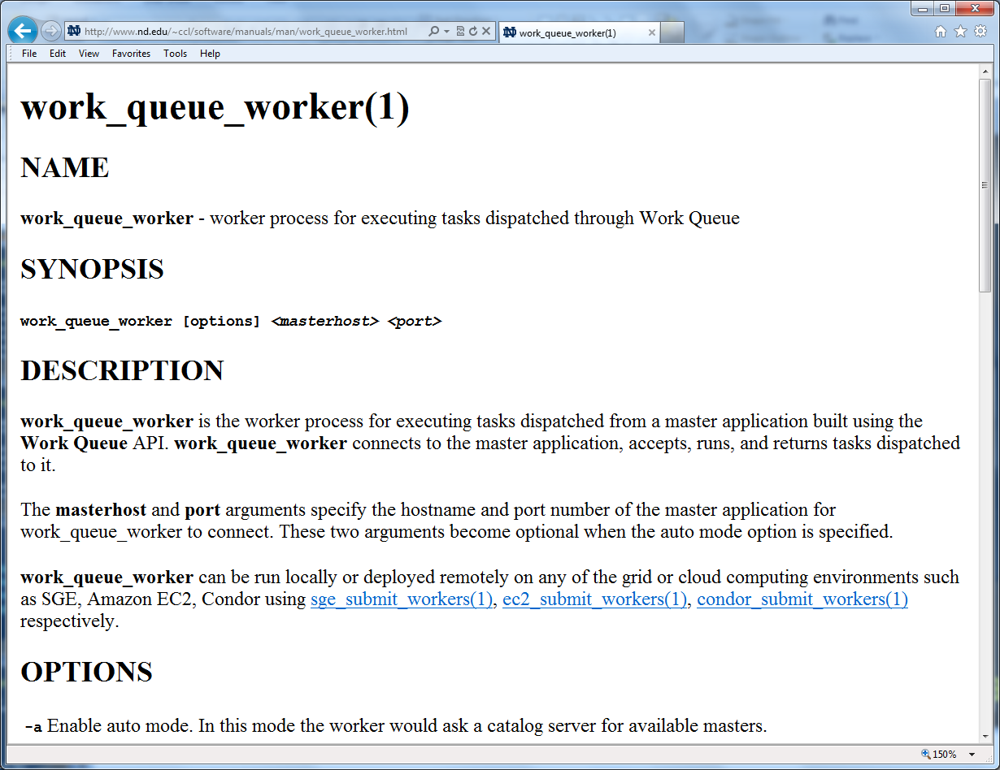 http://www.nd.edu/~ccl/software/manuals/man/work_queue_worker.html
work_queue_worker(1)
File Edit View Favorites Tools Help
work_queue_worker(1)
NAME
work_queue_worker - worker process for executing tasks dispatched through Work Queue
SYNOPSIS
work_queue_worker [options] <masterhost> <port>
DESCRIPTION
work_queue_worker is the worker process for executing tasks dispatched from a master application built using the
Work Queue API. work_queue_worker connects to the master application, accepts, runs, and returns tasks dispatched
to it.
The masterhost and port arguments specify the hostname and port number of the master application for
work_queue_worker to connect. These two arguments become optional when the auto mode option is specified.
work_queue_worker can be run locally or deployed remotely on any of the grid or cloud computing environments such
as SGE, Amazon EC2, Condor using sge_submit_workers(1), ec2_submit_workers(1), condor_submit_workers(1)
respectively.
OPTIONS
-a Enable auto mode. In this mode the worker would ask a catalog server for available masters.
150%